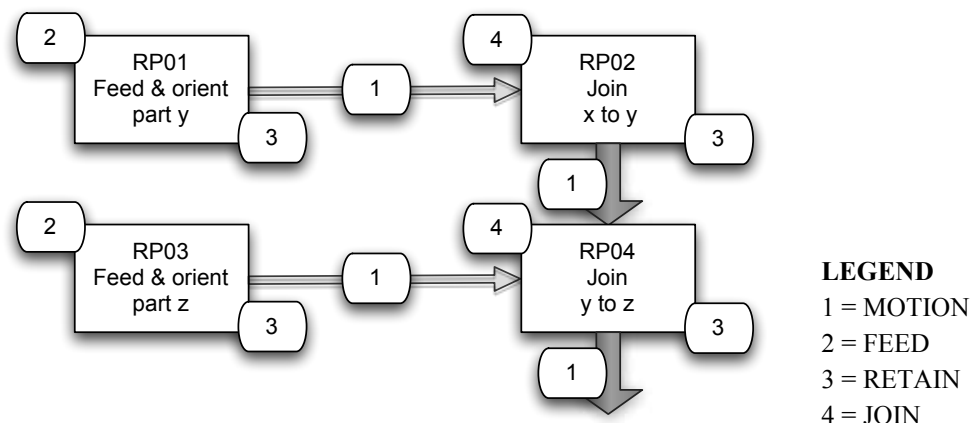 2
RP01
Feed & orient
part y
3
1
4
RP02
Join
x to y
3
1
2
RP03
Feed & orient
part z
3
1
4
RP04
Join
y to z
3
1
LEGEND
1 = MOTION
2 = FEED
3 = RETAIN
4 = JOIN